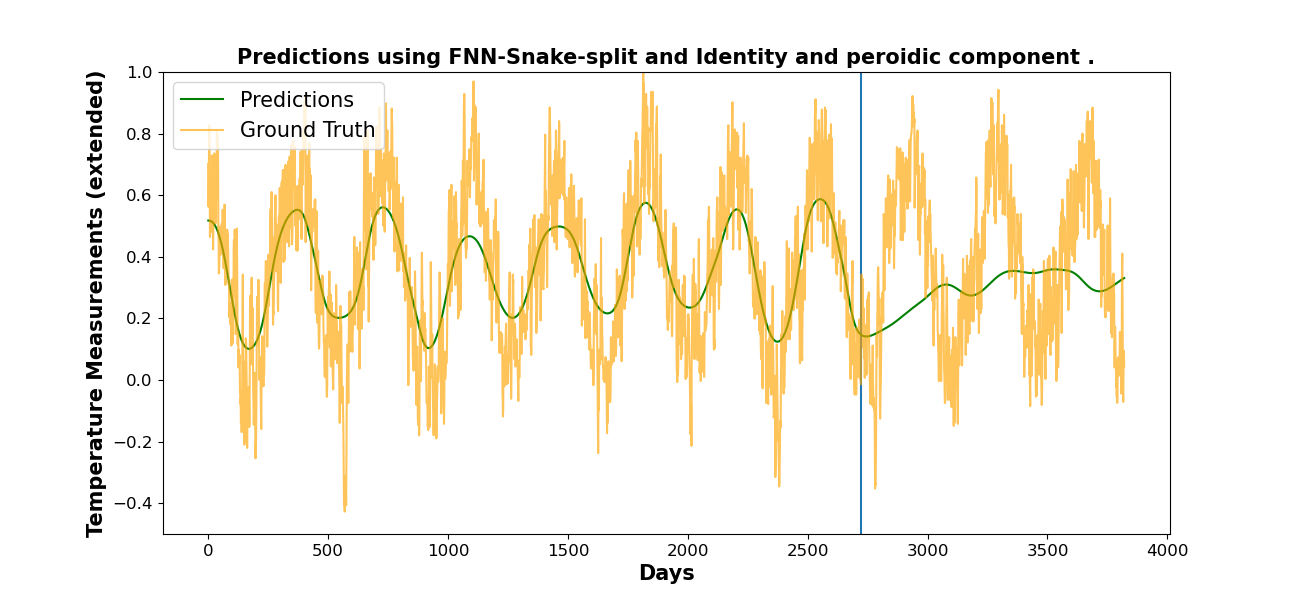 Predictions using FNN-Snake-split and Identity and peroidic component .
Temperature Measurements (extended)
1.0
0.8
0.6
0.4
0.2
0.0
−0.2
−0.4
Predictions
Ground Truth
0 500 1000 1500 2000 2500 3000 3500 4000
Days